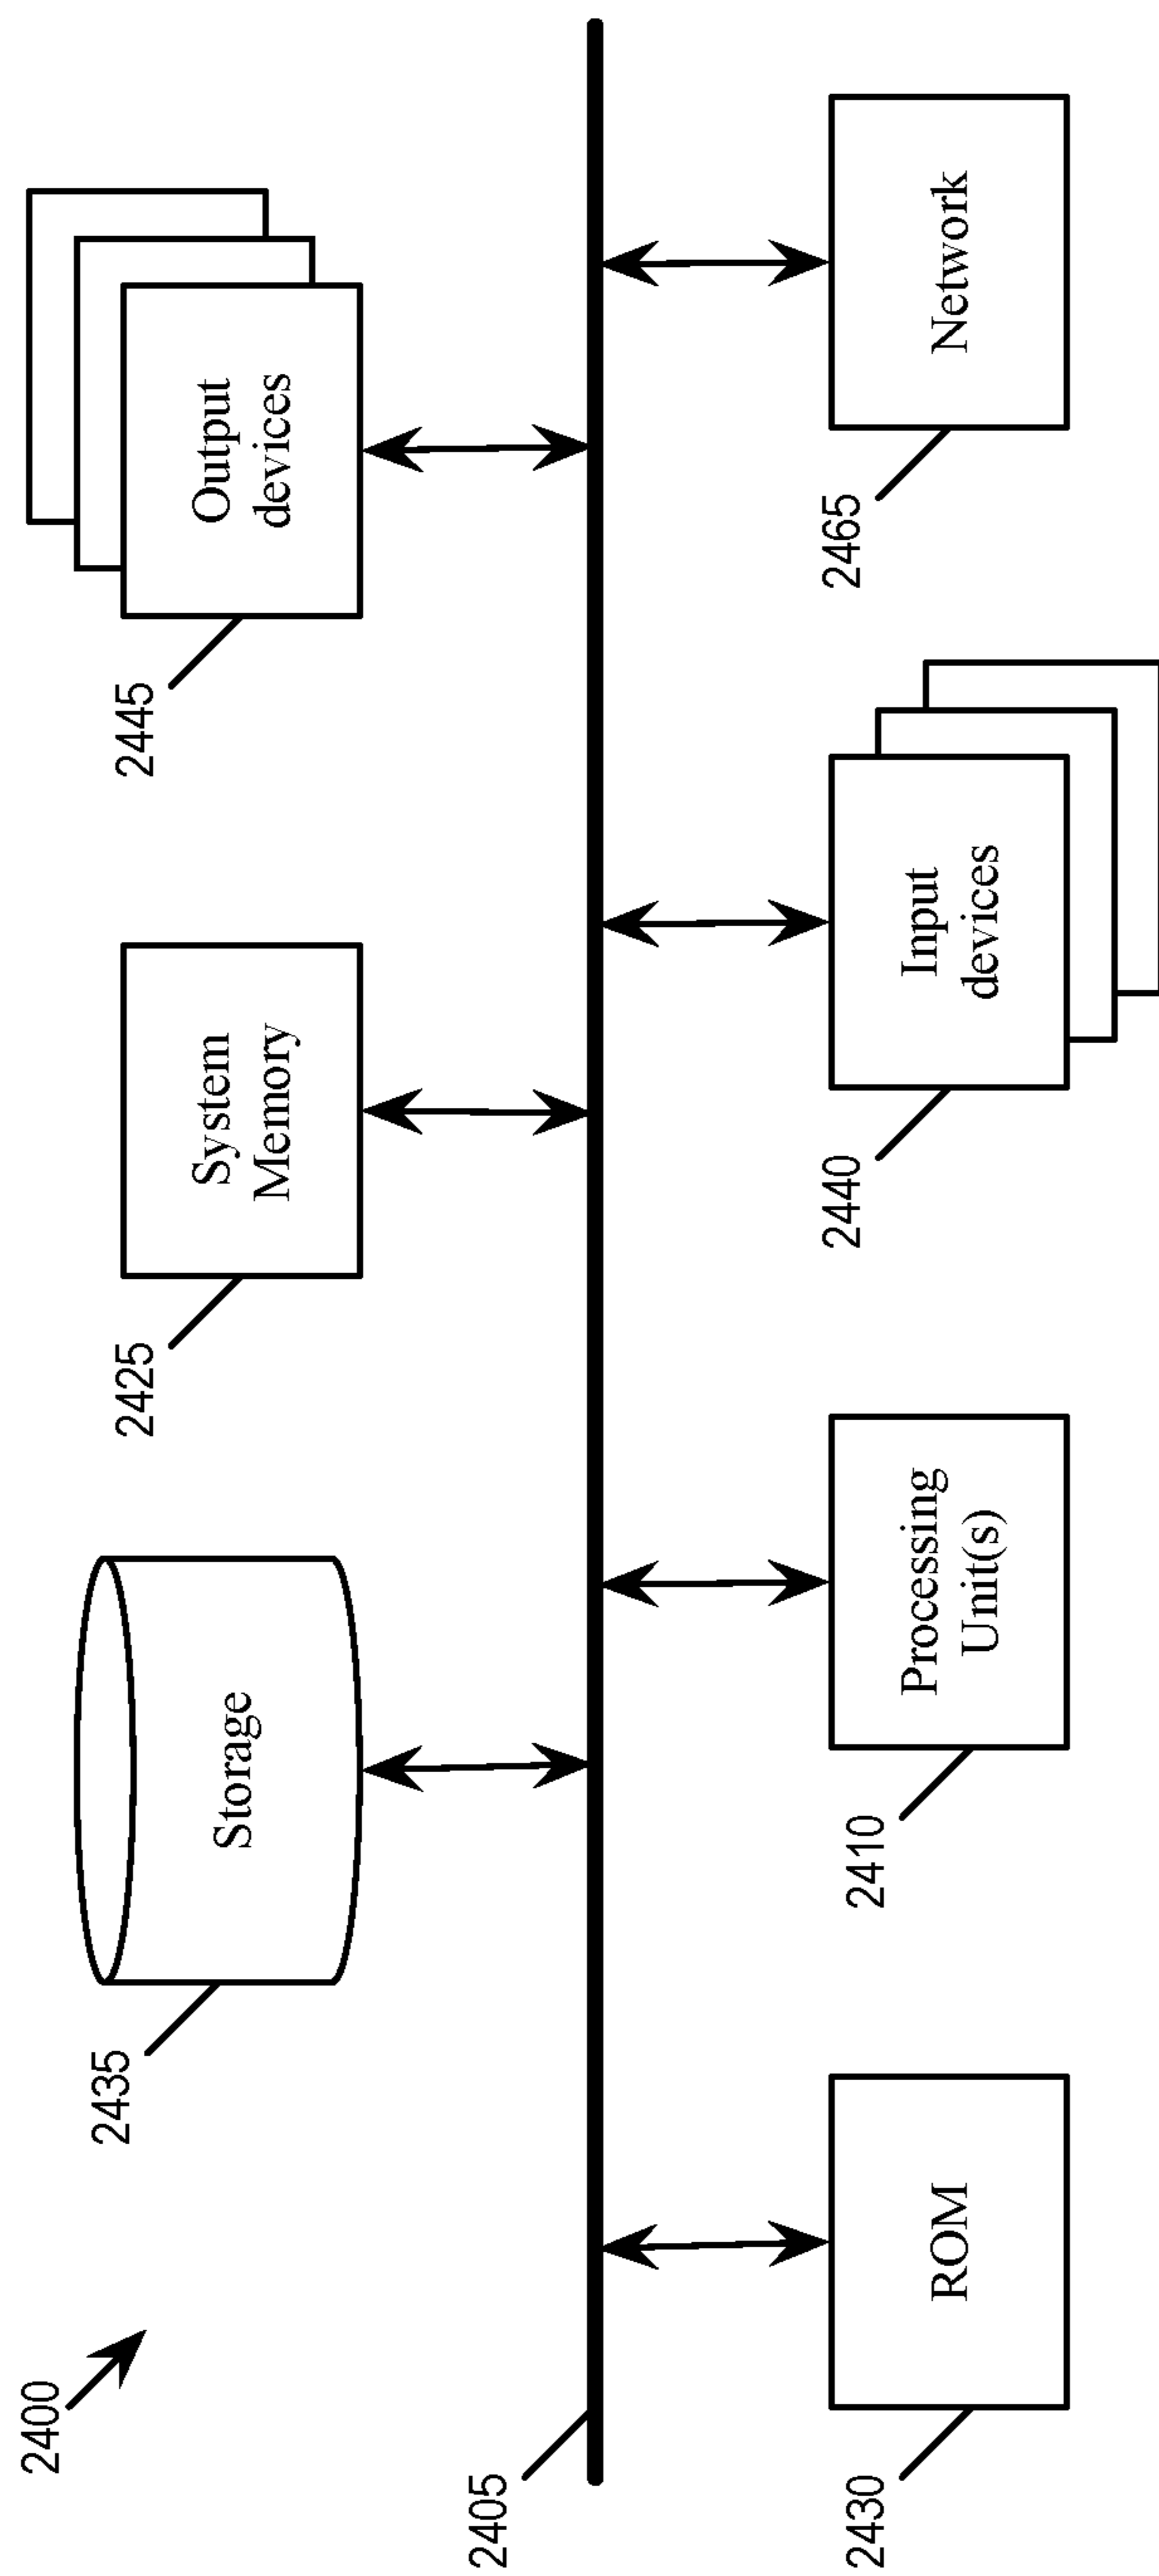 2400
2435
Storage
2425
System
Memory
2445
Output
devices
2405
2430
ROM
2410
Processing
Unit(s)
2440
Input
devices
2465
Network